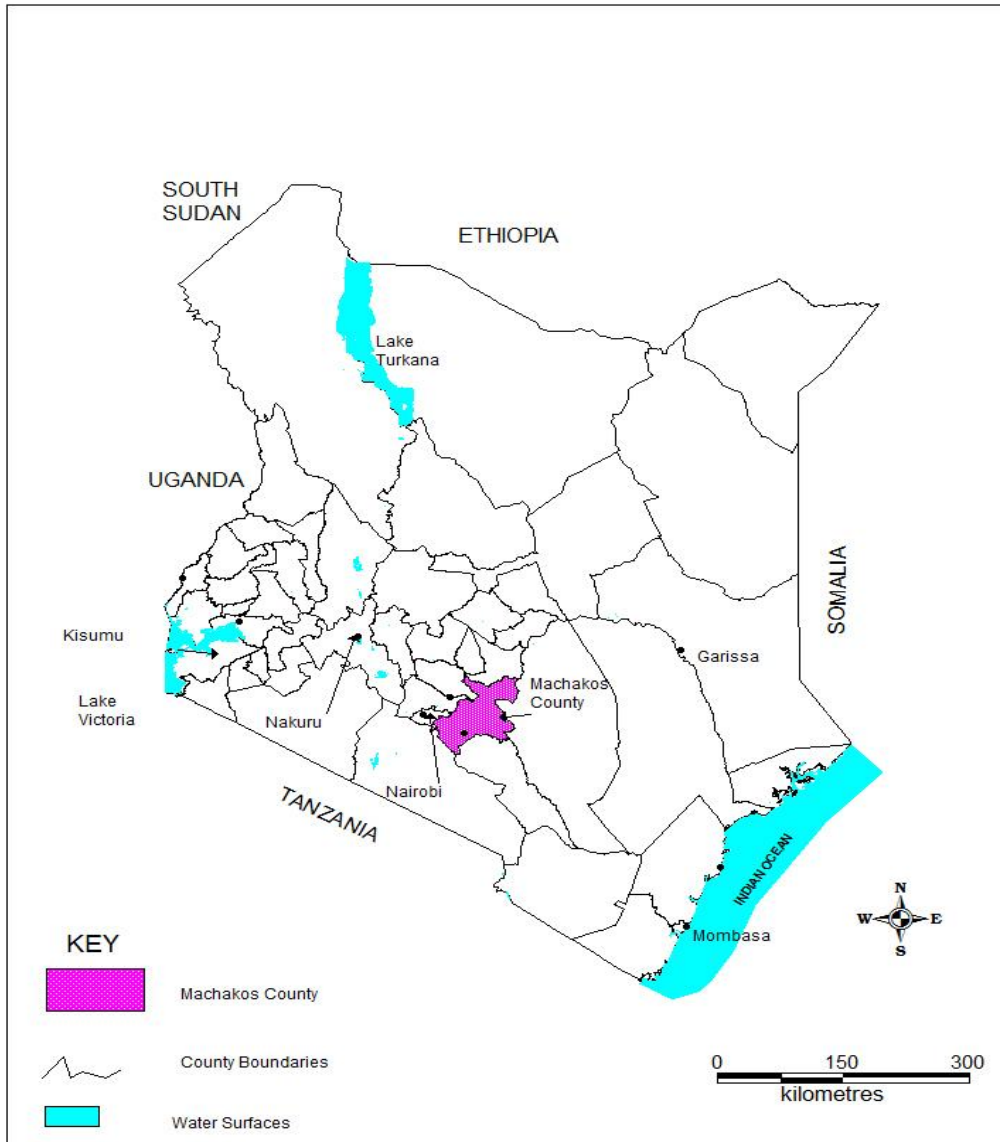 SOUTH
SUDAN
ETHIOPIA
Lake
Turkana
UGANDA
SOMALIA
Kisumu
Garissa
Machakos
County
Lake
Victoria
Nakuru
Nairobi
TANZANIA
INDIAN OCEAN
N
W E
S
Mombasa
KEY
Machakos County
County Boundaries
0 150 300
kilometres
Water Surfaces